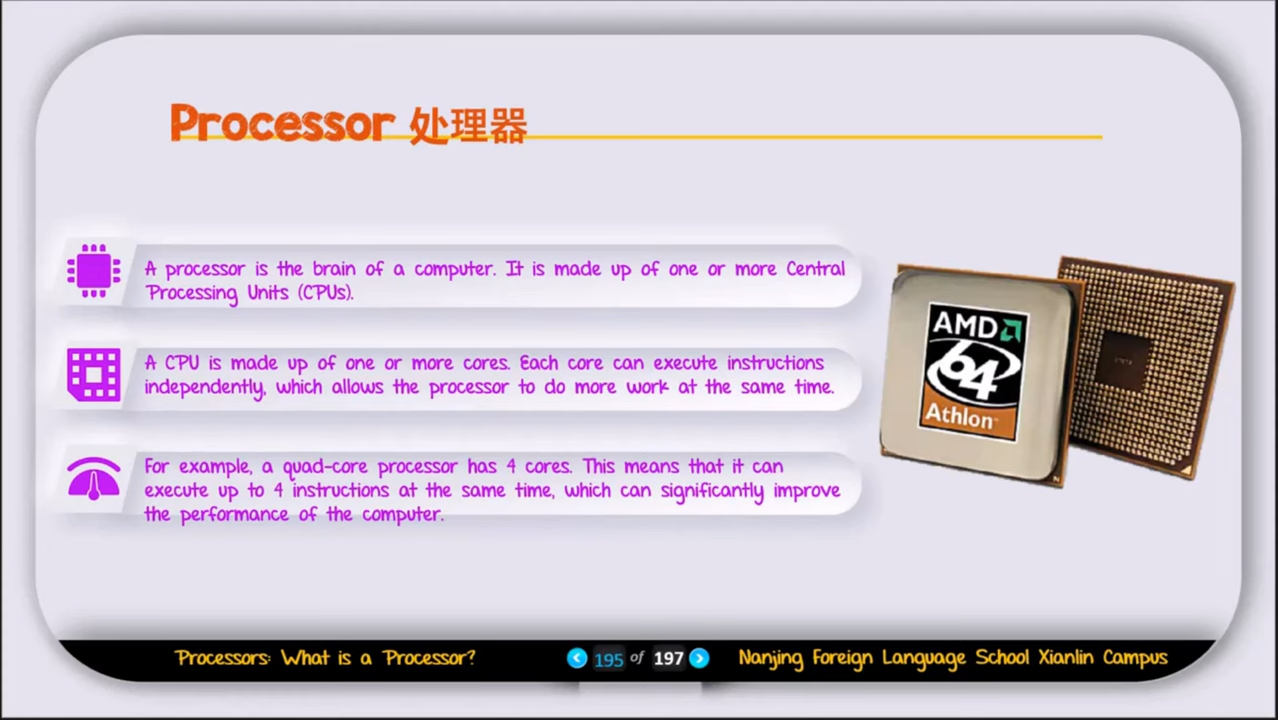 Processor 处理器
A processor is the brain of a computer. It is made up of one or more Central
Processing Units (CPUs).
A CPU is made up of one or more cores. Each core can execute instructions
independently, which allows the processor to do more work at the same time.
For example, a quad-core processor has 4 cores. This means that it can
execute up to 4 instructions at the same time, which can significantly improve
the performance of the computer.
AMD
64
Athlon™
Processors: What is a Processor?
195 of 197
Nanjing Foreign Language School Xianlin Campus